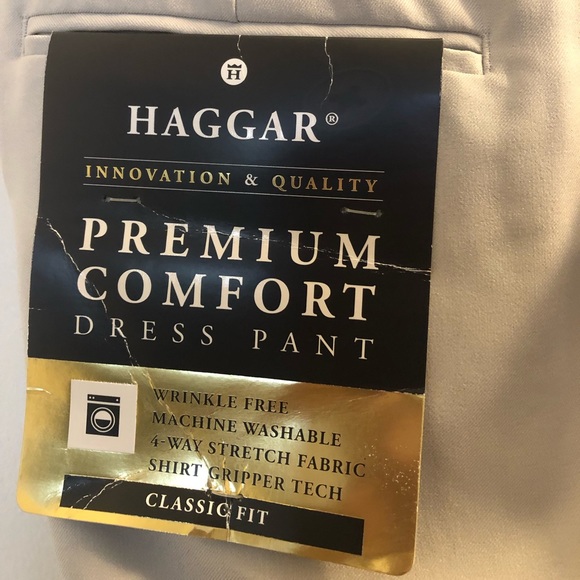 H
HAGGAR®
INNOVATION & QUALITY
PREMIUM
COMFORT
DRESS PANT
WRINKLE FREE
MACHINE WASHABLE
4-WAY STRETCH FABRIC
SHIRT GRIPPER TECH
CLASSIC FIT